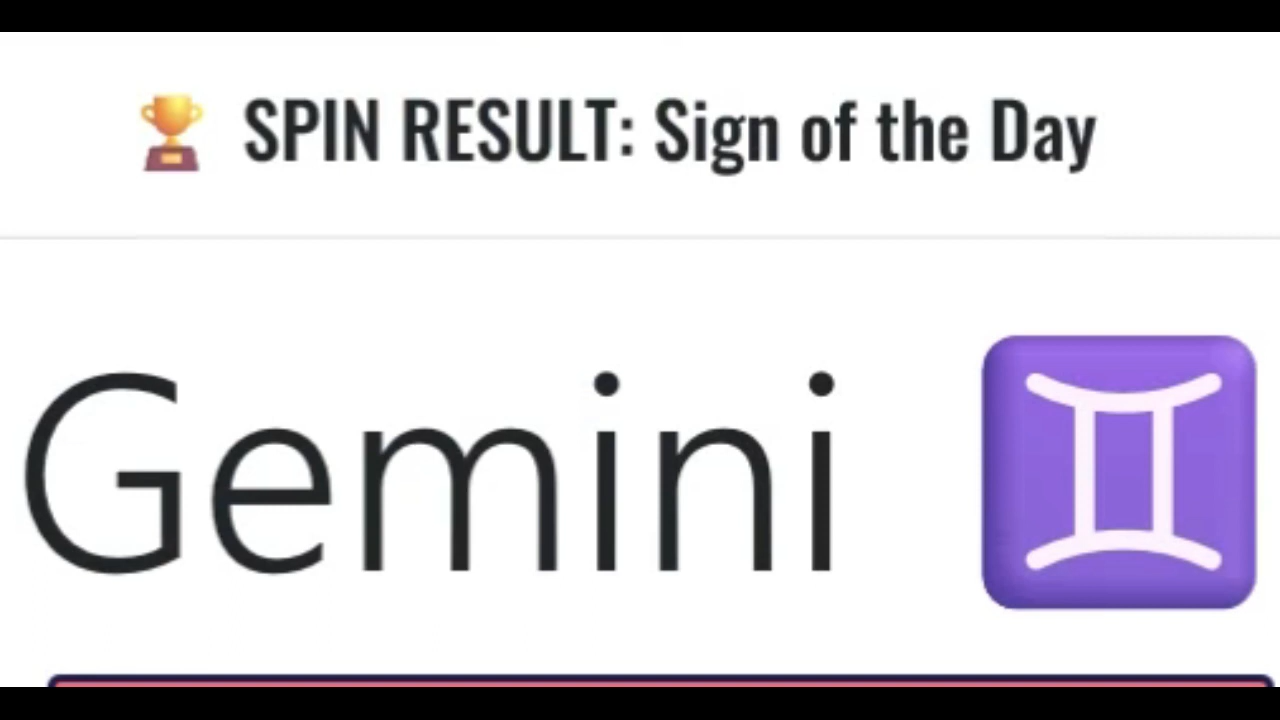 🏆 SPIN RESULT: Sign of the Day
Gemini ♊